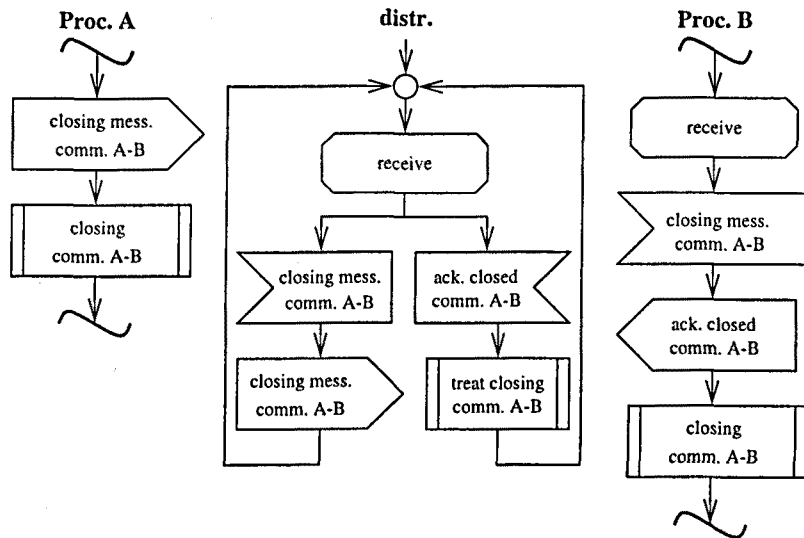 Proc. A
closing mess.
comm. A-B
closing
comm. A-B
distr.
receive
closing mess.
comm. A-B
ack. closed
comm. A-B
closing mess.
comm. A-B
treat closing
comm. A-B
Proc. B
receive
closing mess.
comm. A-B
ack. closed
comm. A-B
closing
comm. A-B